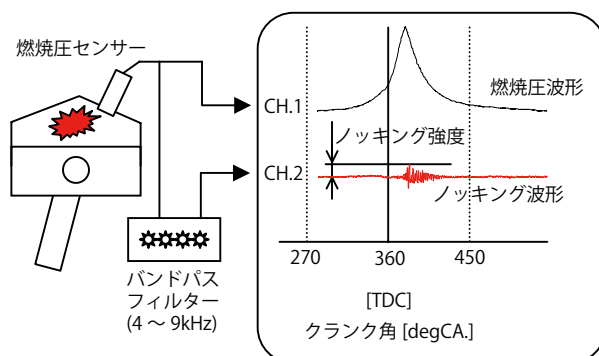 燃焼圧センサー
CH.1
燃焼圧波形
ノッキング強度
CH.2
ノッキング波形
バンドパス
フィルター
(4 ～ 9kHz)
270
360
450
[TDC]
クランク角 [degCA.]